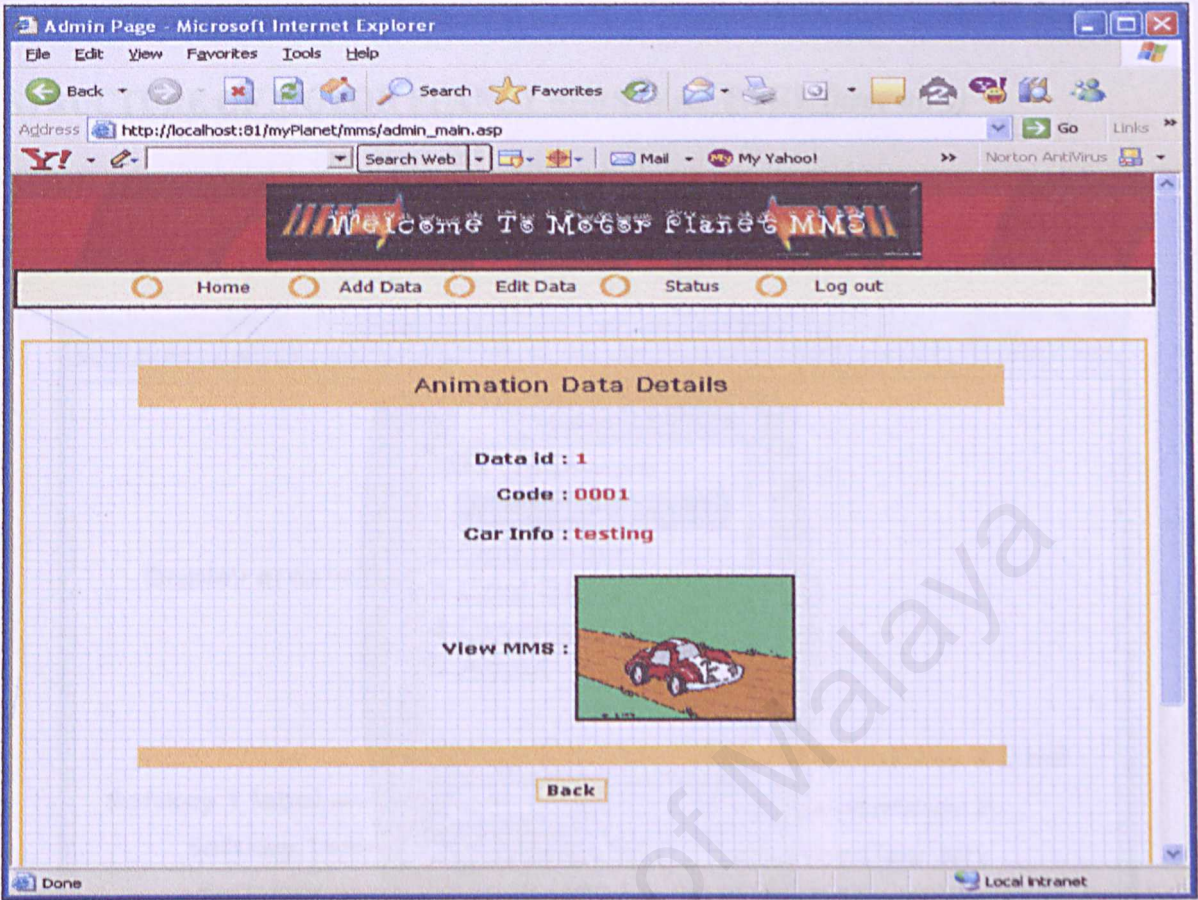 Admin Page - Microsoft Internet Explorer
File Edit View Favorites Tools Help
Back Search Favorites
Address http://localhost:81/myPlanet/mms/admin_main.asp Go Links »
Y! Search Web Mail My Yahoo! » Norton AntiVirus
Welcome To Motor Planet MMS
Home Add Data Edit Data Status Log out
Animation Data Details
Data id : 1
Code : 0001
Car Info : testing
View MMS :
Back
Done Local intranet
of Malaya